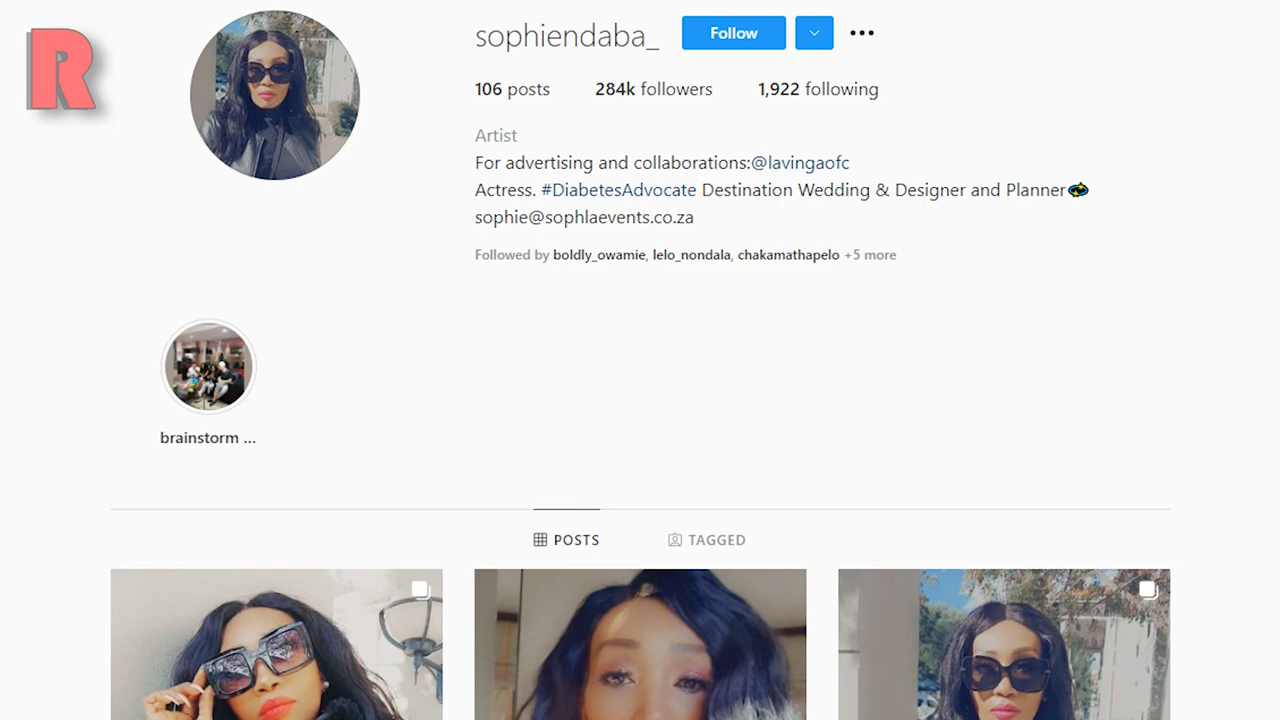 R
sophiendaba_
Follow
106 posts 284k followers 1,922 following
Artist
For advertising and collaborations:@lavingaofc
Actress. #DiabetesAdvocate Destination Wedding & Designer and Planner
sophie@sophlaevents.co.za
Followed by boldly_owamie, lelo_nondala, chakamathapelo +5 more
brainstorm ...
POSTS TAGGED